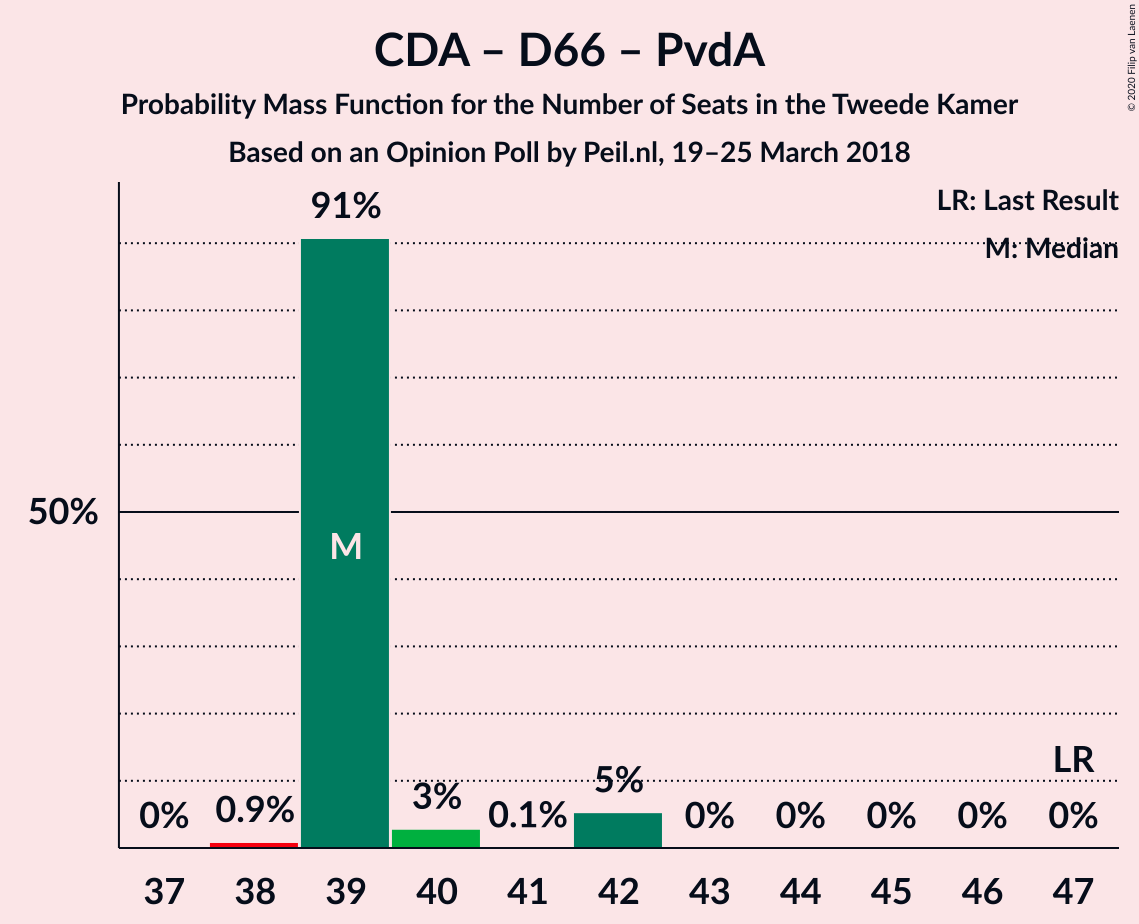 CDA – D66 – PvdA
Probability Mass Function for the Number of Seats in the Tweede Kamer
Based on an Opinion Poll by Peil.nl, 19–25 March 2018
© 2020 Filip van Laenen
LR: Last Result
M: Median
91%
50%
M
LR
0% 0.9% 3% 0.1% 5% 0% 0% 0% 0% 0%
37 38 39 40 41 42 43 44 45 46 47